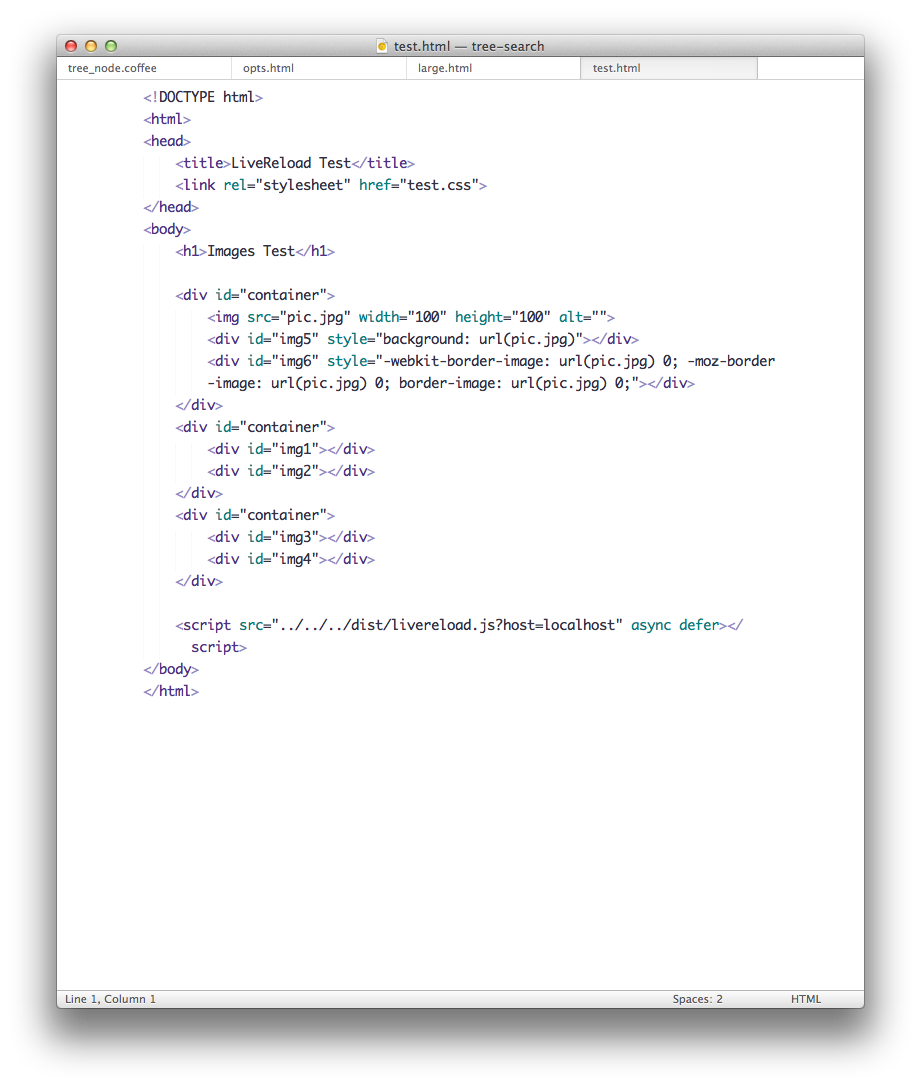 test.html — tree-search
tree_node.coffee
opts.html
large.html
test.html
<!DOCTYPE html>
<html>
<head>
<title>LiveReload Test</title>
<link rel="stylesheet" href="test.css">
</head>
<body>
<h1>Images Test</h1>
<div id="container">
<img src="pic.jpg" width="100" height="100" alt="">
<div id="img5" style="background: url(pic.jpg)"></div>
<div id="img6" style="-webkit-border-image: url(pic.jpg) 0; -moz-border
-image: url(pic.jpg) 0; border-image: url(pic.jpg) 0;"></div>
</div>
<div id="container">
<div id="img1"></div>
<div id="img2"></div>
</div>
<div id="container">
<div id="img3"></div>
<div id="img4"></div>
</div>
<script src="../../../dist/livereload.js?host=localhost" async defer></
script>
</body>
</html>
Line 1, Column 1
Spaces: 2
HTML